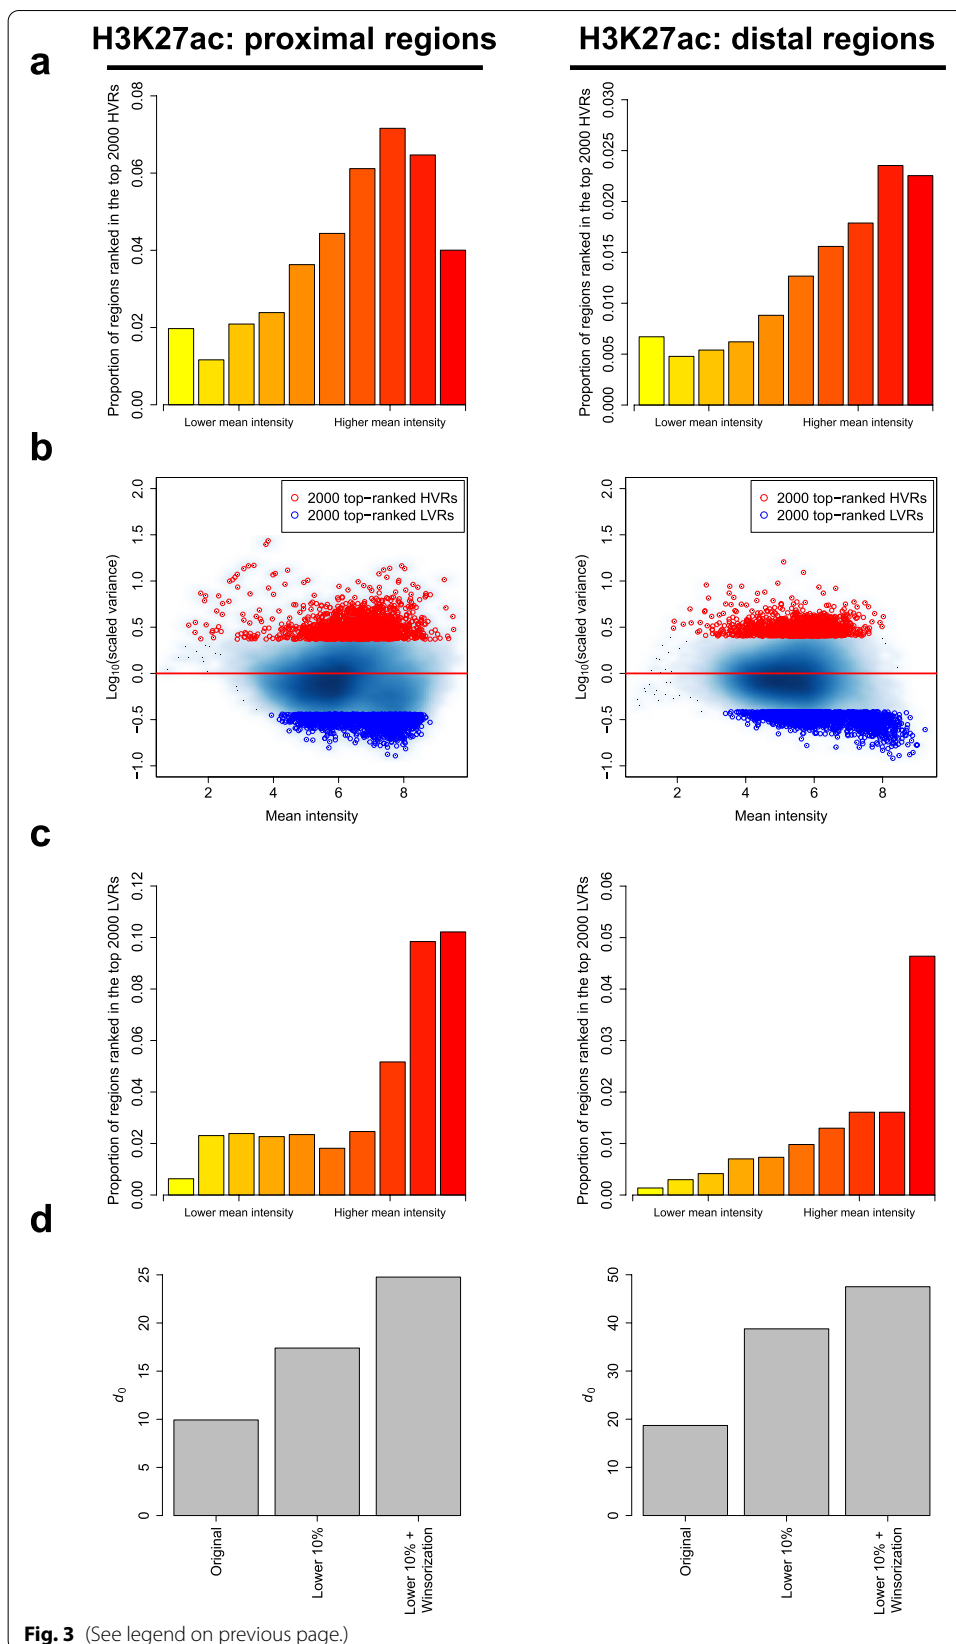 H3K27ac: proximal regions
H3K27ac: distal regions
a
Proportion of regions ranked in the top 2000 HVRs
0.00 0.02 0.04 0.06 0.08
Lower mean intensity
Higher mean intensity
Proportion of regions ranked in the top 2000 HVRs
0.000 0.005 0.010 0.015 0.020 0.025 0.030
Lower mean intensity
Higher mean intensity
b
Log10(scaled variance)
−1.0 −0.5 0.0 0.5 1.0 1.5 2.0
2000 top−ranked HVRs
2000 top−ranked LVRs
2 4 6 8
Mean intensity
Log10(scaled variance)
−1.0 −0.5 0.0 0.5 1.0 1.5 2.0
2000 top−ranked HVRs
2000 top−ranked LVRs
2 4 6 8
Mean intensity
c
Proportion of regions ranked in the top 2000 LVRs
0.00 0.02 0.04 0.06 0.08 0.10 0.12
Lower mean intensity
Higher mean intensity
Proportion of regions ranked in the top 2000 LVRs
0.00 0.01 0.02 0.03 0.04 0.05 0.06
Lower mean intensity
Higher mean intensity
d
d0
0 5 10 15 20 25
Original
Lower 10%
Lower 10% +
Winsorization
d0
0 10 20 30 40 50
Original
Lower 10%
Lower 10% +
Winsorization
Fig. 3 (See legend on previous page.)